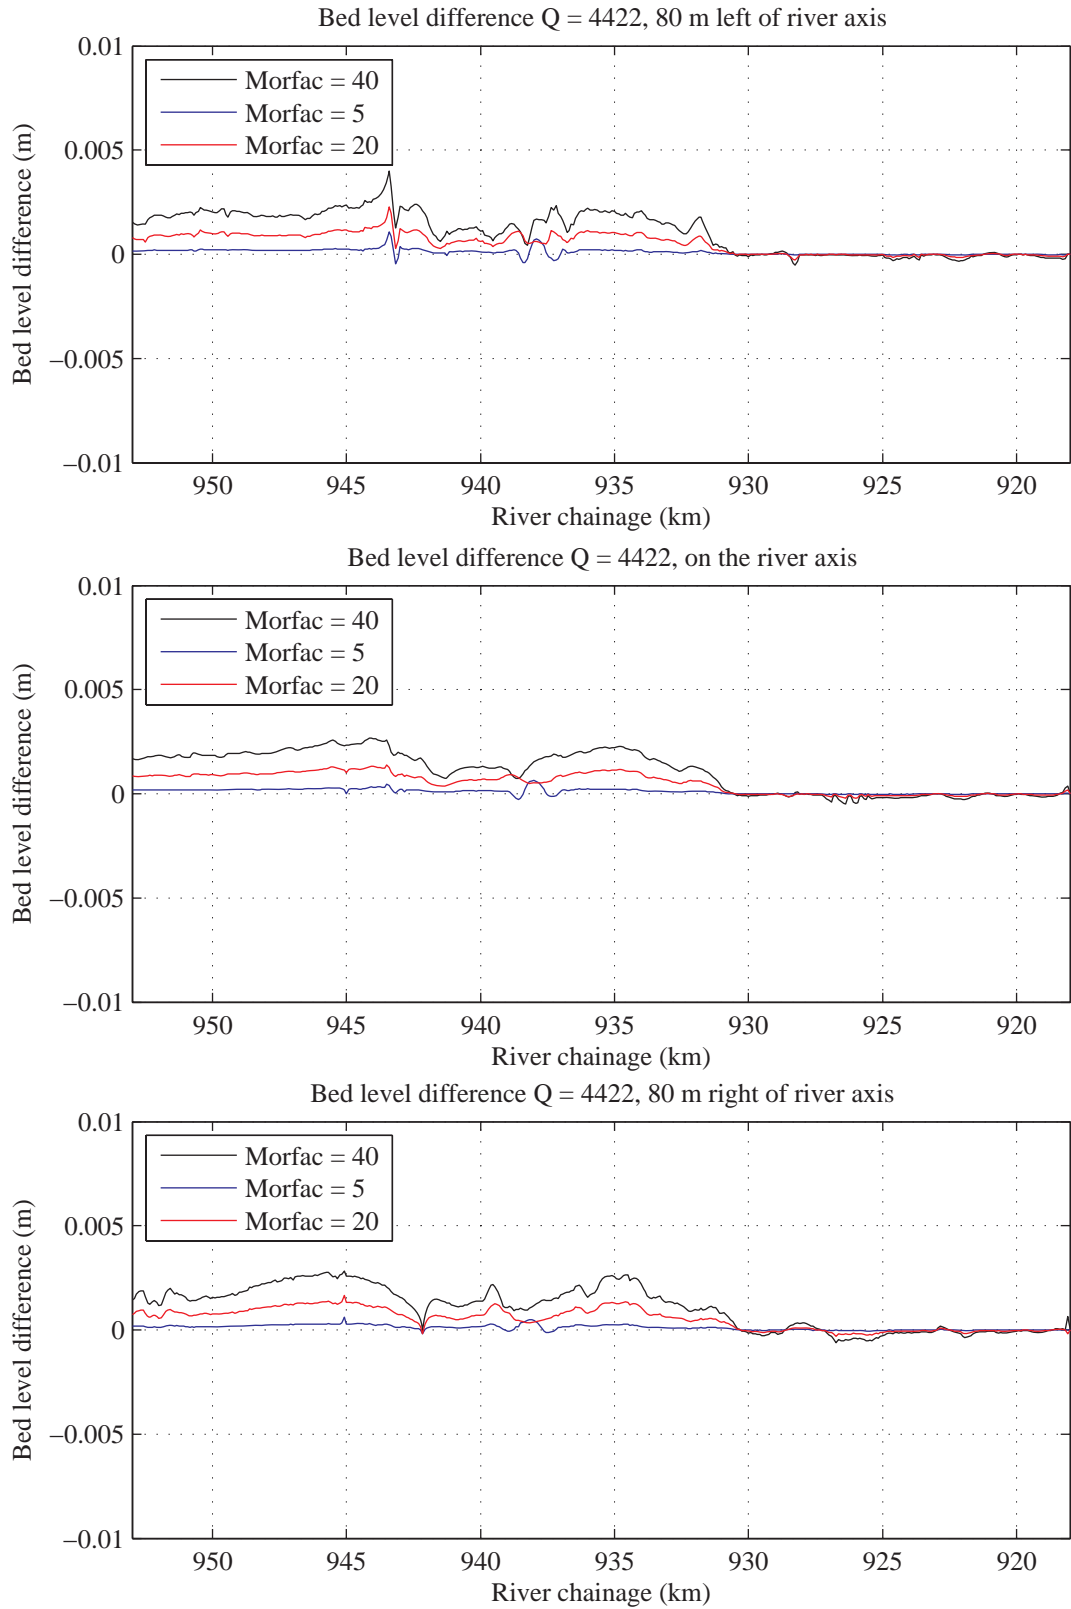 Bed level difference Q = 4422, 80 m left of river axis
0.01
Morfac = 40
Morfac = 5
Morfac = 20
0.005
0
−0.005
−0.01
Bed level difference (m)
950 945 940 935 930 925 920
River chainage (km)
Bed level difference Q = 4422, on the river axis
0.01
Morfac = 40
Morfac = 5
Morfac = 20
0.005
0
−0.005
−0.01
Bed level difference (m)
950 945 940 935 930 925 920
River chainage (km)
Bed level difference Q = 4422, 80 m right of river axis
0.01
Morfac = 40
Morfac = 5
Morfac = 20
0.005
0
−0.005
−0.01
Bed level difference (m)
950 945 940 935 930 925 920
River chainage (km)